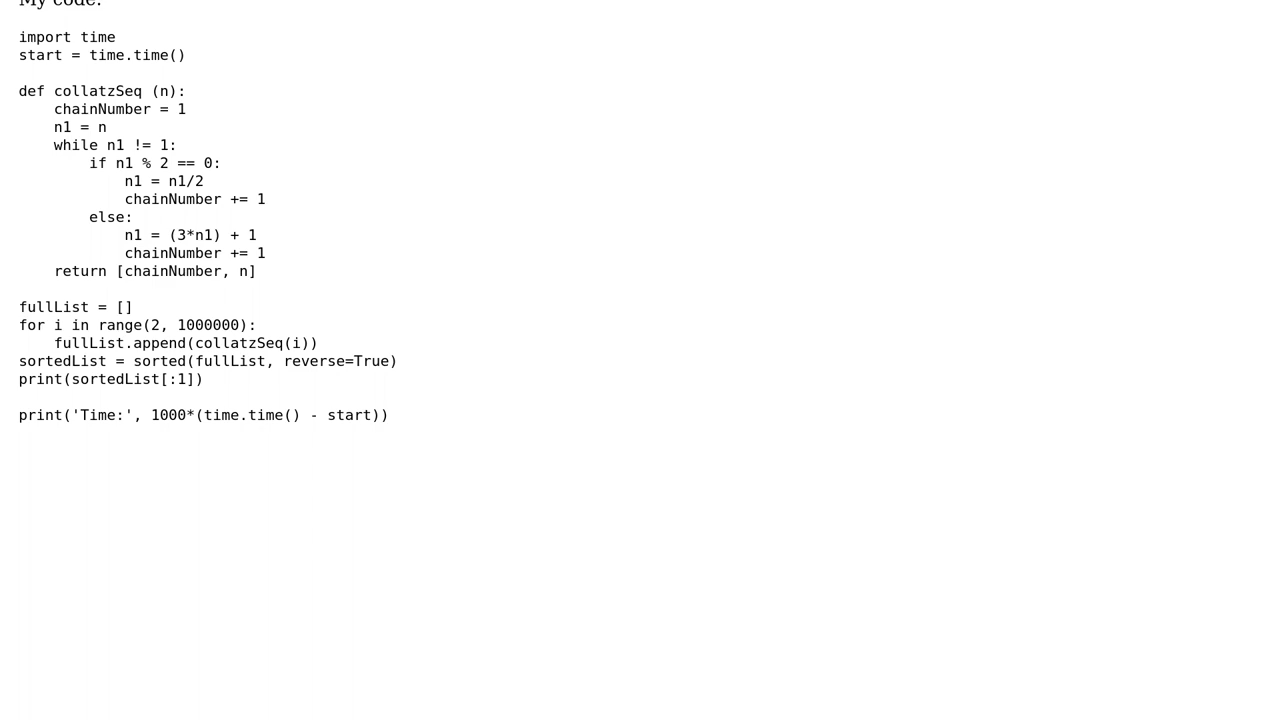 My code:
import time
start = time.time()
def collatzSeq (n):
    chainNumber = 1
    n1 = n
    while n1 != 1:
        if n1 % 2 == 0:
            n1 = n1/2
            chainNumber += 1
        else:
            n1 = (3*n1) + 1
            chainNumber += 1
    return [chainNumber, n]
fullList = []
for i in range(2, 1000000):
    fullList.append(collatzSeq(i))
sortedList = sorted(fullList, reverse=True)
print(sortedList[:1])
print('Time:', 1000*(time.time() - start))